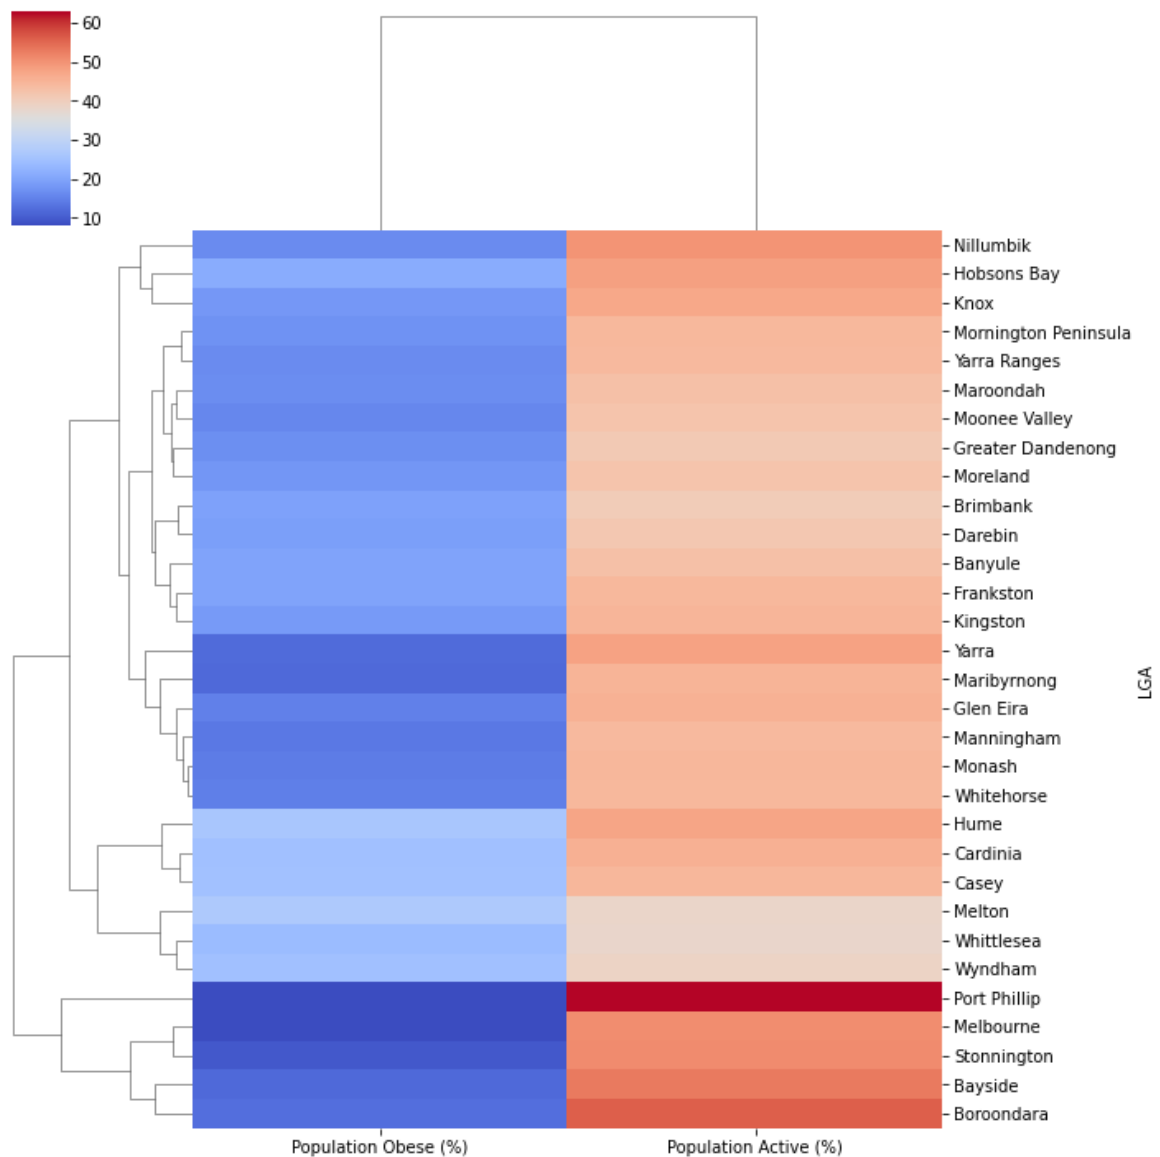 60
50
40
30
20
10
Nillumbik
Hobsons Bay
Knox
Mornington Peninsula
Yarra Ranges
Maroondah
Moonee Valley
Greater Dandenong
Moreland
Brimbank
Darebin
Banyule
Frankston
Kingston
Yarra
Maribyrnong
Glen Eira
Manningham
Monash
Whitehorse
Hume
Cardinia
Casey
Melton
Whittlesea
Wyndham
Port Phillip
Melbourne
Stonnington
Bayside
Boroondara
LGA
Population Obese (%)
Population Active (%)